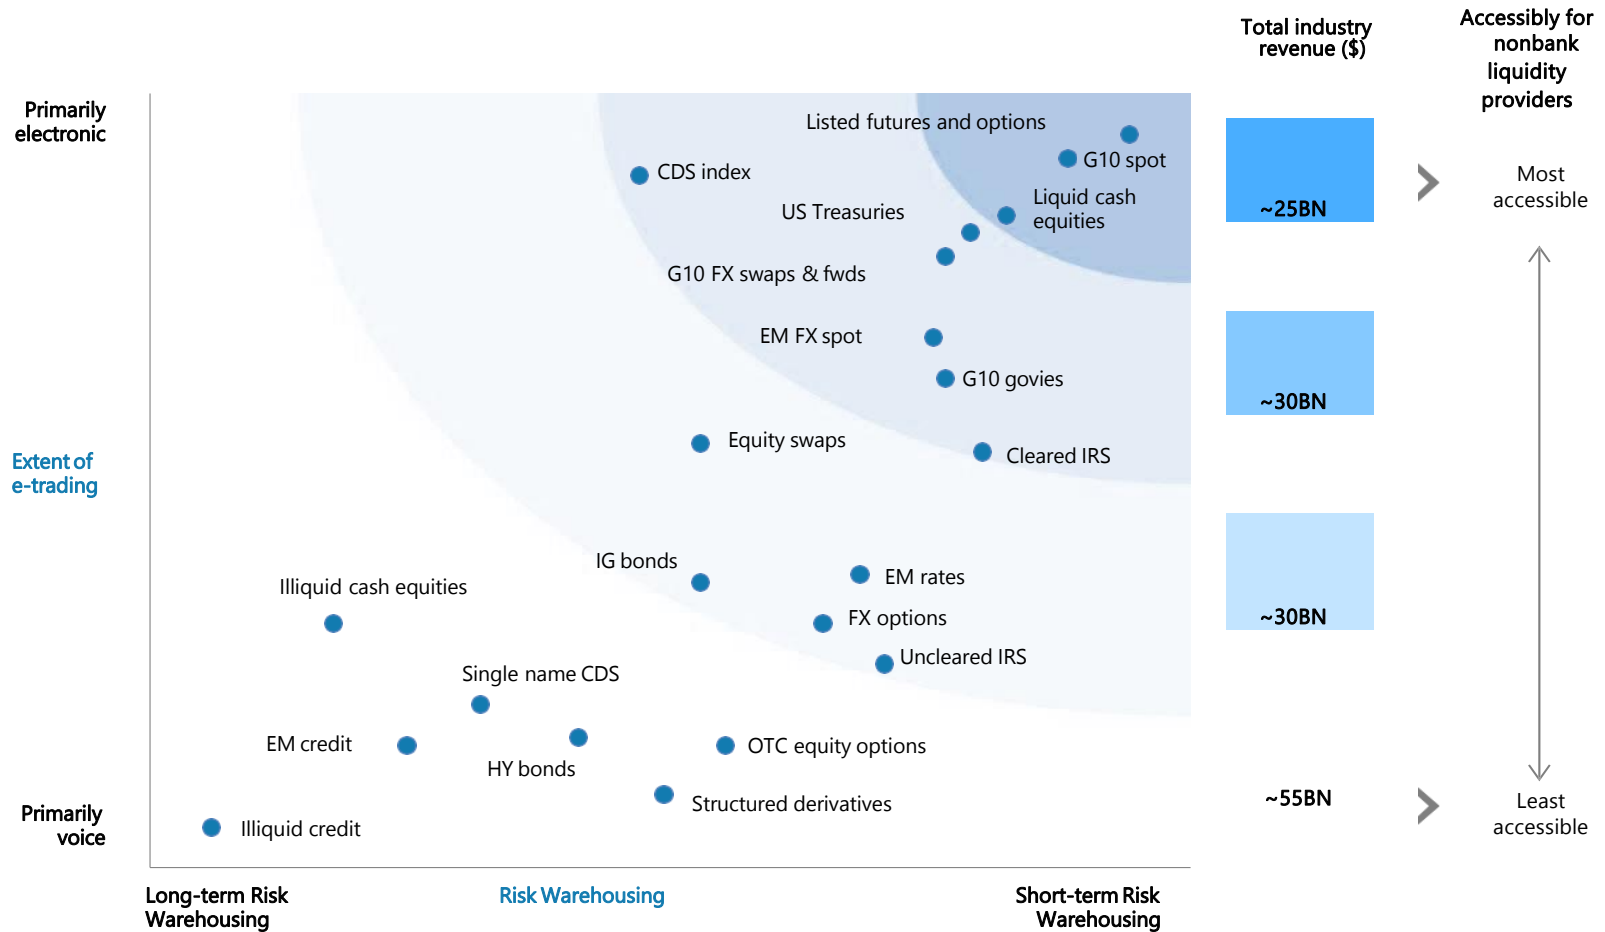 Total industry
revenue ($)
Accessibly for
nonbank
liquidity
providers
Primarily
electronic
Listed futures and options
G10 spot
CDS index
Liquid cash
equities
US Treasuries
G10 FX swaps & fwds
EM FX spot
G10 govies
Equity swaps
Cleared IRS
Extent of
e-trading
IG bonds
EM rates
Illiquid cash equities
FX options
Uncleared IRS
Single name CDS
EM credit
HY bonds
OTC equity options
Structured derivatives
Primarily
voice
Illiquid credit
~25BN
~30BN
~30BN
~55BN
Most
accessible
Least
accessible
Long-term Risk
Warehousing
Risk Warehousing
Short-term Risk
Warehousing